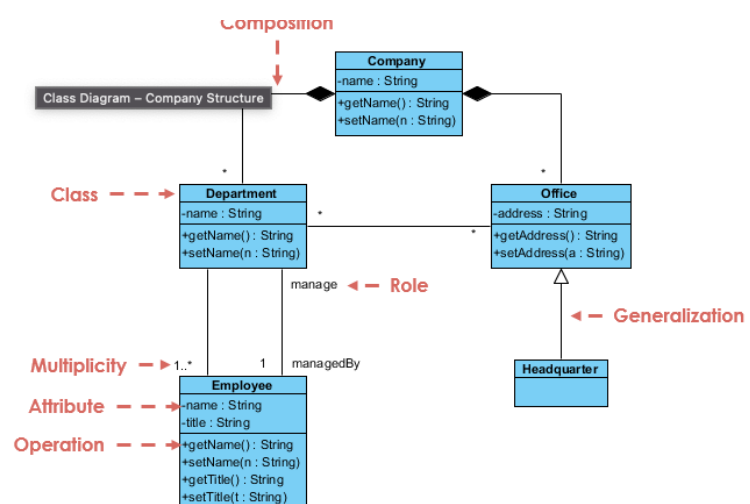 Composition
Company
-name : String
+getName() : String
+setName(n : String)
Class Diagram – Company Structure
*
*
Class
Department
-name : String
+getName() : String
+setName(n : String)
*
*
Office
-address : String
+getAddress() : String
+setAddress(a : String)
manage
Role
Generalization
Multiplicity
1..*
1
managedBy
Headquarter
Employee
Attribute
-name : String
-title : String
Operation
+getName() : String
+setName(n : String)
+getTitle() : String
+setTitle(t : String)